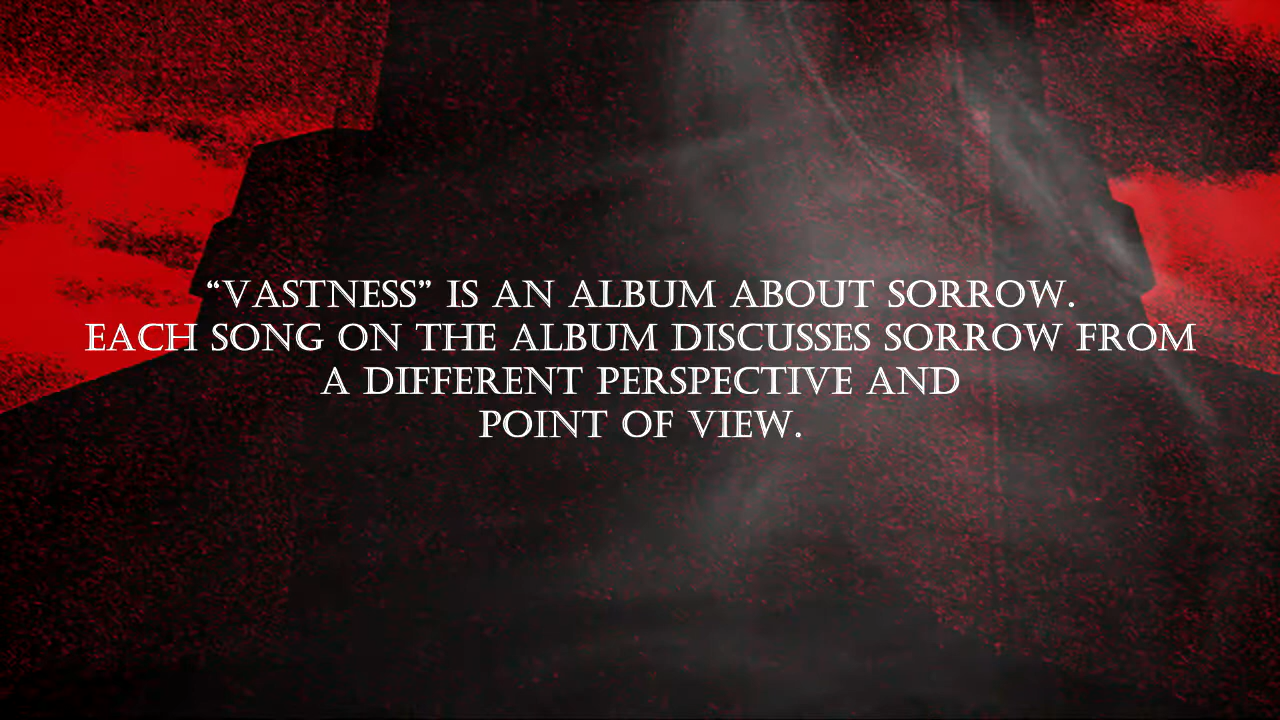 “VASTNESS” IS AN ALBUM ABOUT SORROW.
EACH SONG ON THE ALBUM DISCUSSES SORROW FROM
A DIFFERENT PERSPECTIVE AND
POINT OF VIEW.